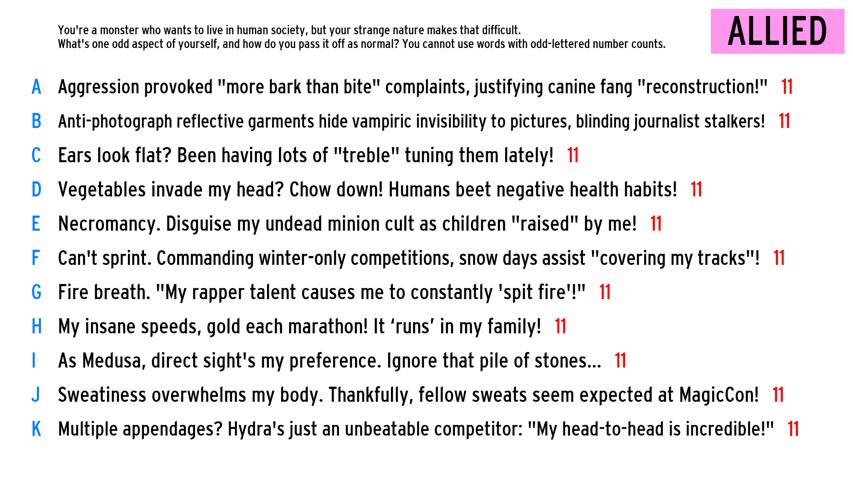 You're a monster who wants to live in human society, but your strange nature makes that difficult.
What's one odd aspect of yourself, and how do you pass it off as normal? You cannot use words with odd-lettered number counts.
ALLIED
A Aggression provoked "more bark than bite" complaints, justifying canine fang "reconstruction!" 11
B Anti-photograph reflective garments hide vampiric invisibility to pictures, blinding journalist stalkers! 11
C Ears look flat? Been having lots of "treble" tuning them lately! 11
D Vegetables invade my head? Chow down! Humans beet negative health habits! 11
E Necromancy. Disguise my undead minion cult as children "raised" by me! 11
F Can't sprint. Commanding winter-only competitions, snow days assist "covering my tracks"! 11
G Fire breath. "My rapper talent causes me to constantly 'spit fire'!" 11
H My insane speeds, gold each marathon! It ‘runs’ in my family! 11
I As Medusa, direct sight's my preference. Ignore that pile of stones... 11
J Sweatiness overwhelms my body. Thankfully, fellow sweats seem expected at MagicCon! 11
K Multiple appendages? Hydra's just an unbeatable competitor: "My head-to-head is incredible!" 11